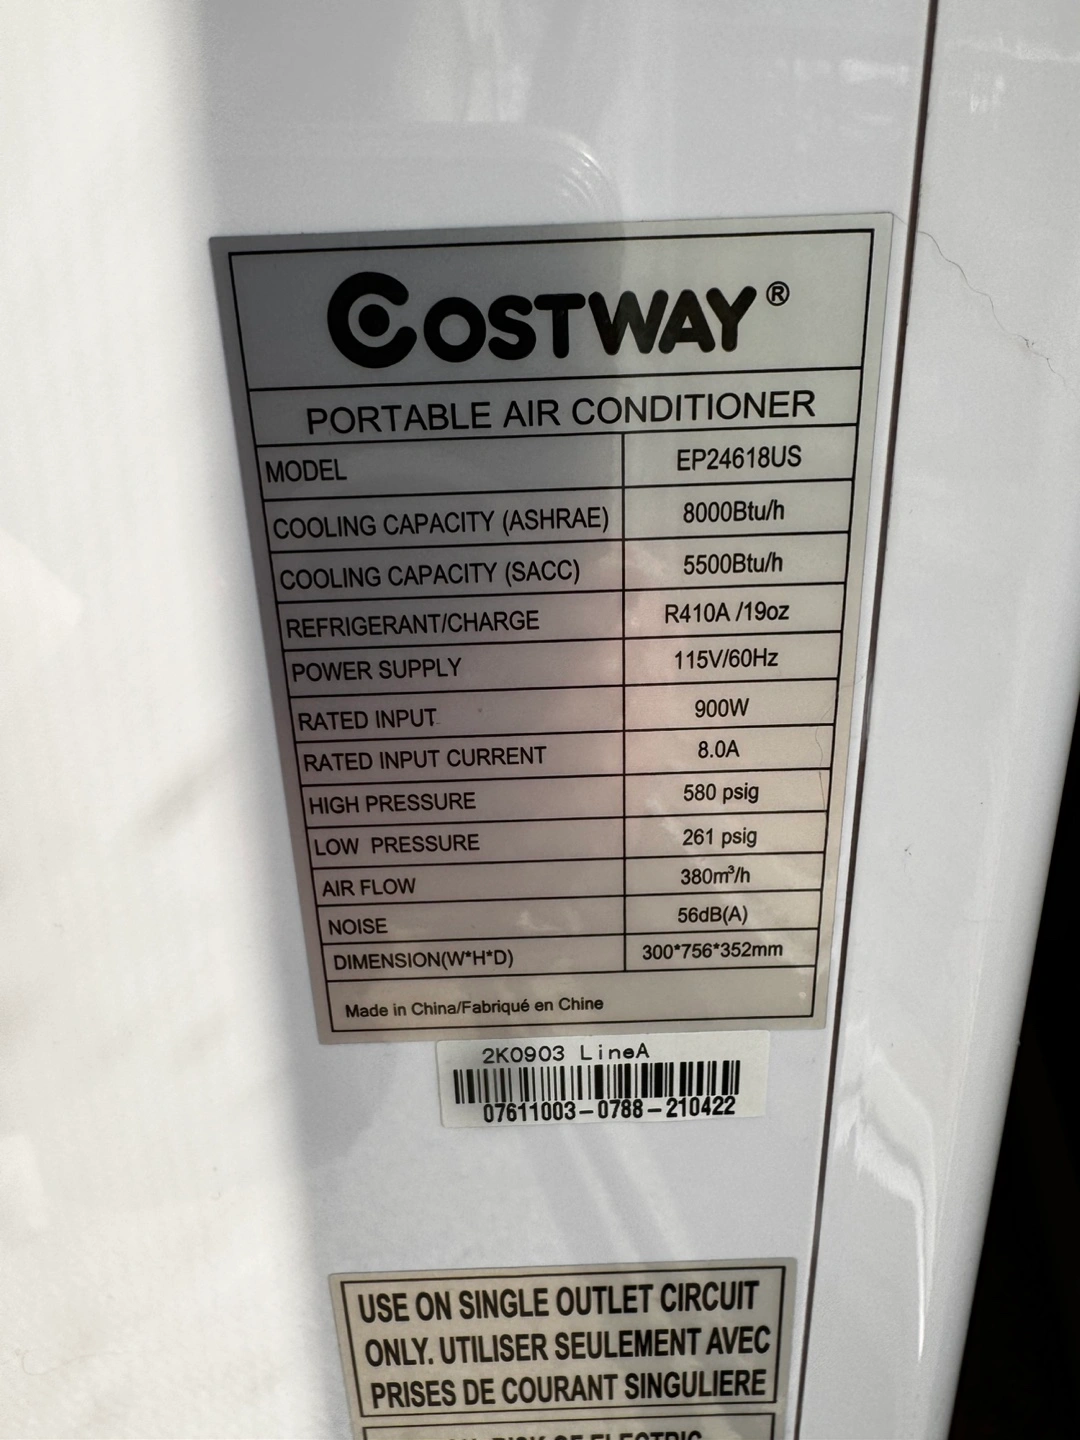 COSTWAY®
PORTABLE AIR CONDITIONER
MODEL EP24618US
COOLING CAPACITY (ASHRAE) 8000Btu/h
COOLING CAPACITY (SACC) 5500Btu/h
REFRIGERANT/CHARGE R410A /19oz
POWER SUPPLY 115V/60Hz
RATED INPUT 900W
RATED INPUT CURRENT 8.0A
HIGH PRESSURE 580 psig
LOW PRESSURE 261 psig
AIR FLOW 380m³/h
NOISE 56dB(A)
DIMENSION(W*H*D) 300*756*352mm
Made in China/Fabriqué en Chine
2K0903 LineA
07611003-0788-210422
USE ON SINGLE OUTLET CIRCUIT
ONLY. UTILISER SEULEMENT AVEC
PRISES DE COURANT SINGULIERE
RISK OF ELECTRIC